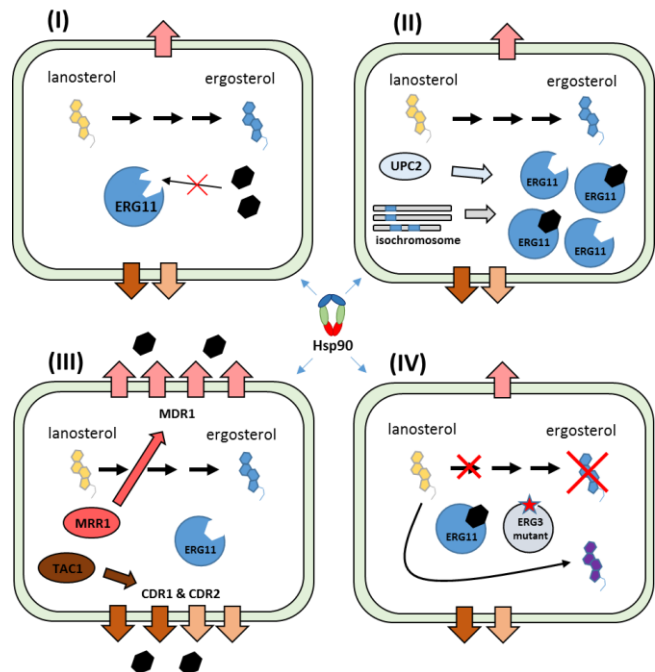 (I)
lanosterol
ergosterol
ERG11
(II)
lanosterol
ergosterol
UPC2
ERG11
ERG11
ERG11
ERG11
isochromosome
Hsp90
(III)
MDR1
lanosterol
ergosterol
MRR1
ERG11
TAC1
CDR1 & CDR2
(IV)
lanosterol
ergosterol
ERG11
ERG3
mutant